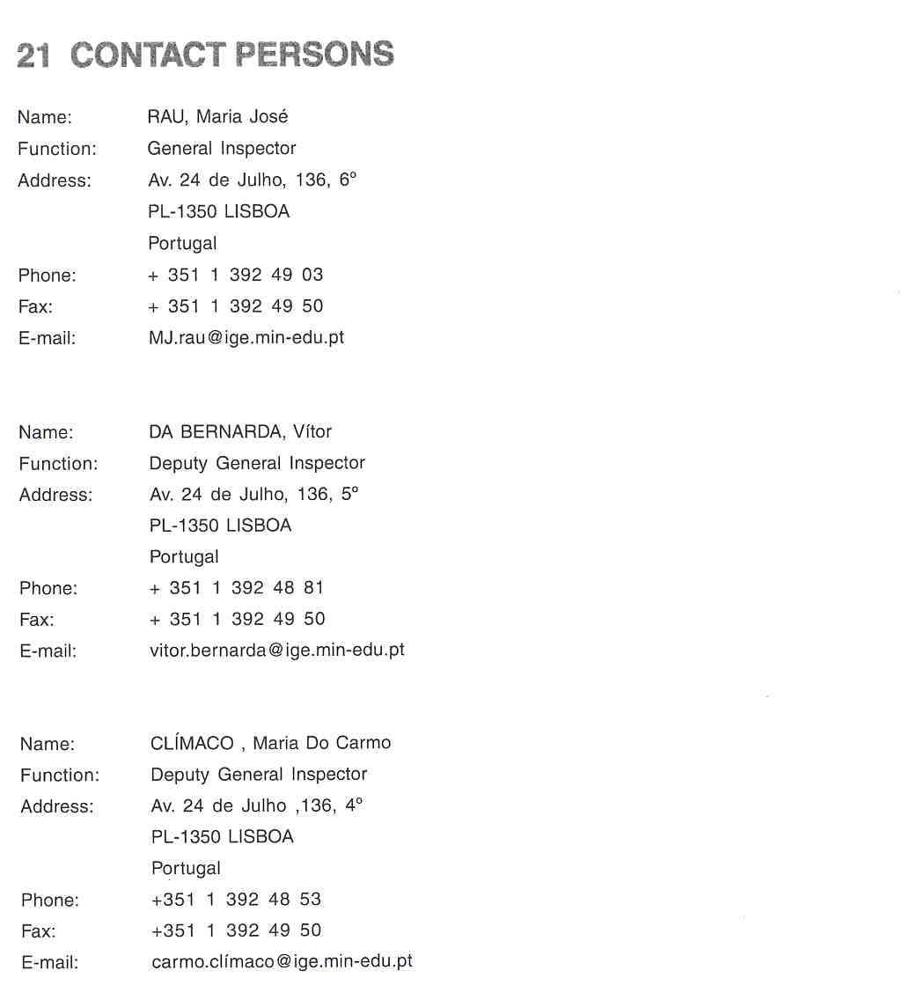 21 CONTACT PERSONS
Name: RAU, Maria José
Function: General Inspector
Address: Av. 24 de Julho, 136, 6º
PL-1350 LISBOA
Portugal
Phone: + 351 1 392 49 03
Fax: + 351 1 392 49 50
E-mail: MJ.rau@ige.min-edu.pt
Name: DA BERNARDA, Vítor
Function: Deputy General Inspector
Address: Av. 24 de Julho, 136, 5º
PL-1350 LISBOA
Portugal
Phone: + 351 1 392 48 81
Fax: + 351 1 392 49 50
E-mail: vitor.bernarda@ige.min-edu.pt
Name: CLÍMACO , Maria Do Carmo
Function: Deputy General Inspector
Address: Av. 24 de Julho ,136, 4º
PL-1350 LISBOA
Portugal
Phone: +351 1 392 48 53
Fax: +351 1 392 49 50
E-mail: carmo.clímaco@ige.min-edu.pt